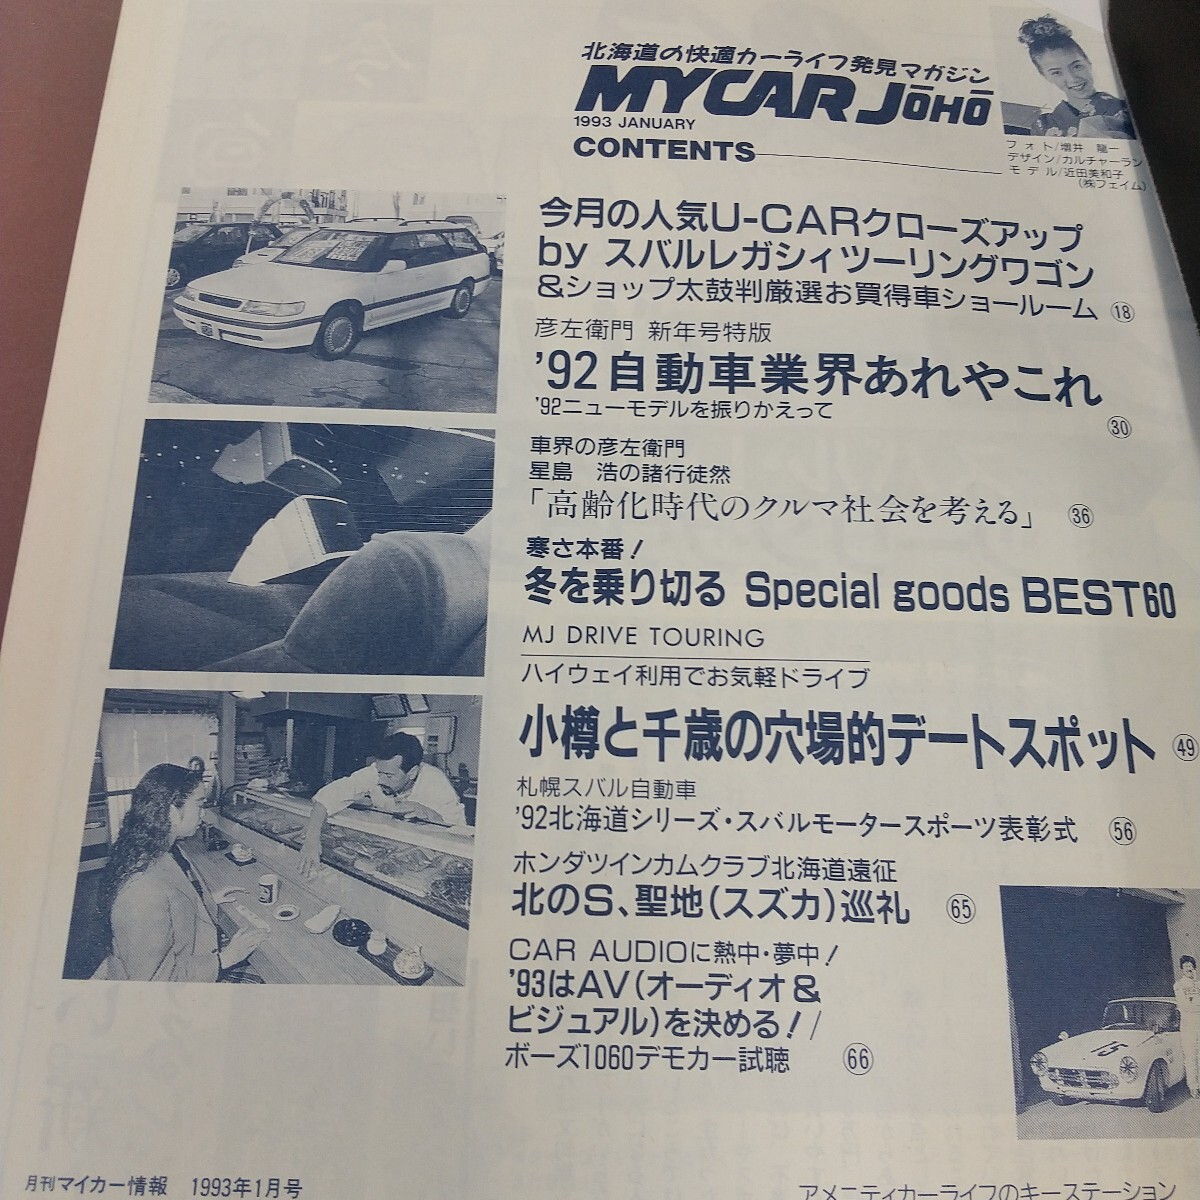 北海道の快適カーライフ発見マガジン
MYCAR JŌHŌ
1993 JANUARY
CONTENTS
フォト/増井 龍一
デザイン/カルチャーラン
モデル/近田美和子
(㈱フェイム)
今月の人気U-CARクローズアップ
by スバルレガシィツーリングワゴン
&ショップ太鼓判厳選お買得車ショールーム ⑱
彦左衛門 新年号特版
'92自動車業界あれやこれ
'92ニューモデルを振りかえって ㉚
車界の彦左衛門
星島 浩の諸行徒然
「高齢化時代のクルマ社会を考える」 ㊱
寒さ本番!
冬を乗り切る Special goods BEST60
MJ DRIVE TOURING
ハイウェイ利用でお気軽ドライブ
小樽と千歳の穴場的デートスポット ㊾
札幌スバル自動車
'92北海道シリーズ・スバルモータースポーツ表彰式 56
ホンダツインカムクラブ北海道遠征
北のS、聖地(スズカ)巡礼 65
CAR AUDIOに熱中・夢中!
'93はAV(オーディオ&
ビジュアル)を決める!/
ボーズ1060デモカー試聴 66
15
月刊マイカー情報 1993年1月号
アメニティカーライフのキーステーション